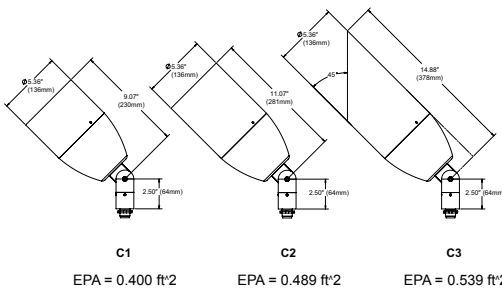 Ø5.36"
(136mm)
9.07"
(230mm)
2.50" (64mm)
C1
EPA = 0.400 ft^2
Ø5.36"
(136mm)
11.07"
(281mm)
2.50" (64mm)
C2
EPA = 0.489 ft^2
Ø5.36"
(136mm)
45°
14.88"
(378mm)
2.50" (64mm
C3
EPA = 0.539 ft^2